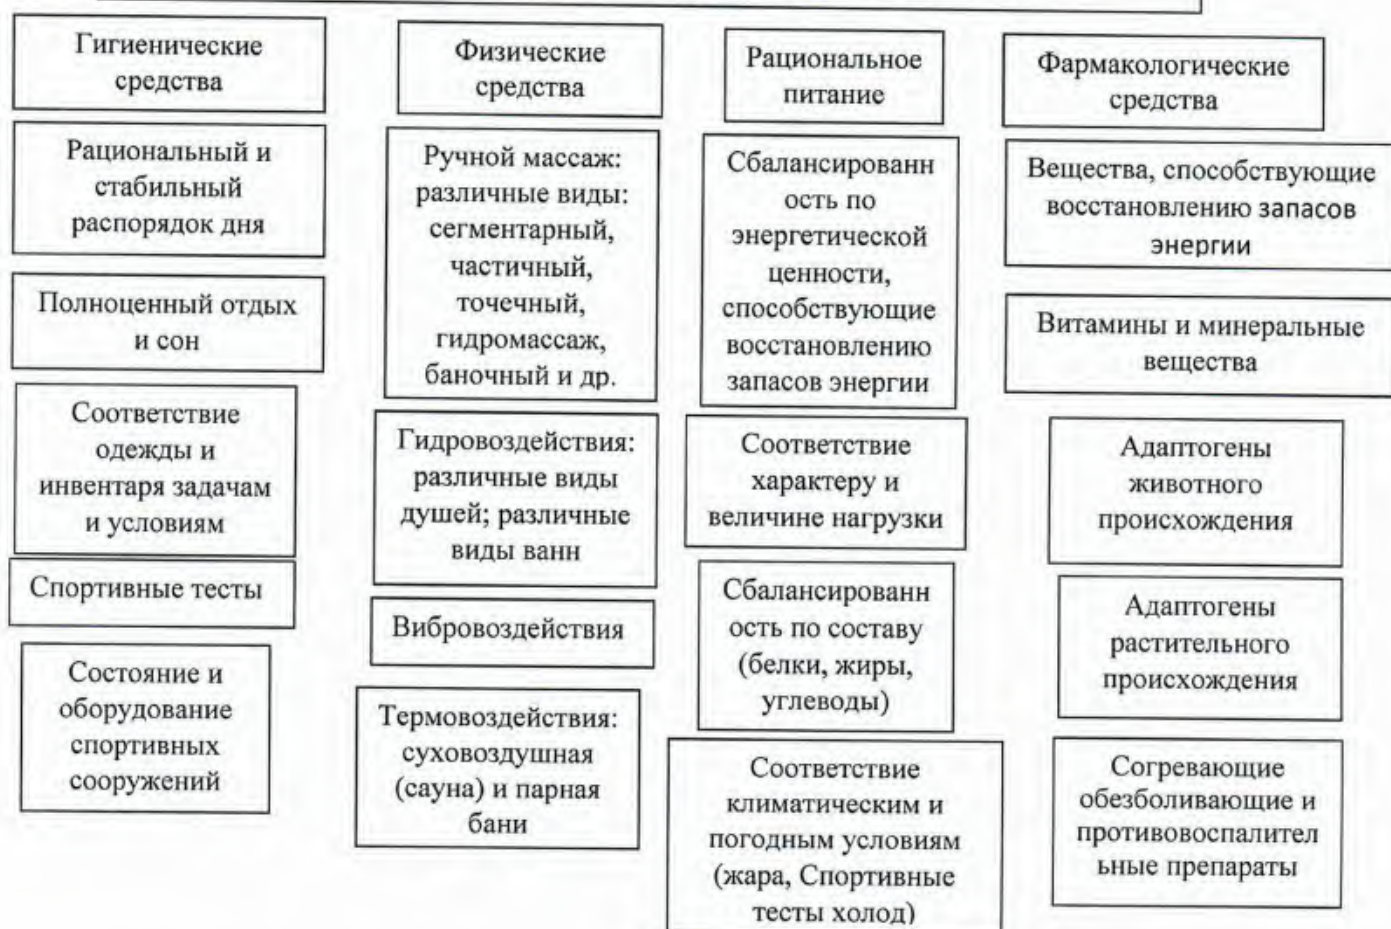 Гигиенические
средства
Рациональный и
стабильный
распорядок дня
Полноценный отдых
и сон
Соответствие
одежды и
инвентаря задачам
и условиям
Спортивные тесты
Состояние и
оборудование
спортивных
сооружений
Физические
средства
Ручной массаж:
различные виды:
сегментарный,
частичный,
точечный,
гидромассаж,
баночный и др.
Гидровоздействия:
различные виды
душей; различные
виды ванн
Вибровоздействия
Термовоздействия:
суховоздушная
(сауна) и парная
бани
Рациональное
питание
Сбалансированн
ость по
энергетической
ценности,
способствующие
восстановлению
запасов энергии
Соответствие
характеру и
величине нагрузки
Сбалансированн
ость по составу
(белки, жиры,
углеводы)
Соответствие
климатическим и
погодным условиям
(жара, Спортивные
тесты холод)
Фармакологические
средства
Вещества, способствующие
восстановлению запасов
энергии
Витамины и минеральные
вещества
Адаптогены
животного
происхождения
Адаптогены
растительного
происхождения
Согревающие
обезболивающие и
противовоспалител
ьные препараты